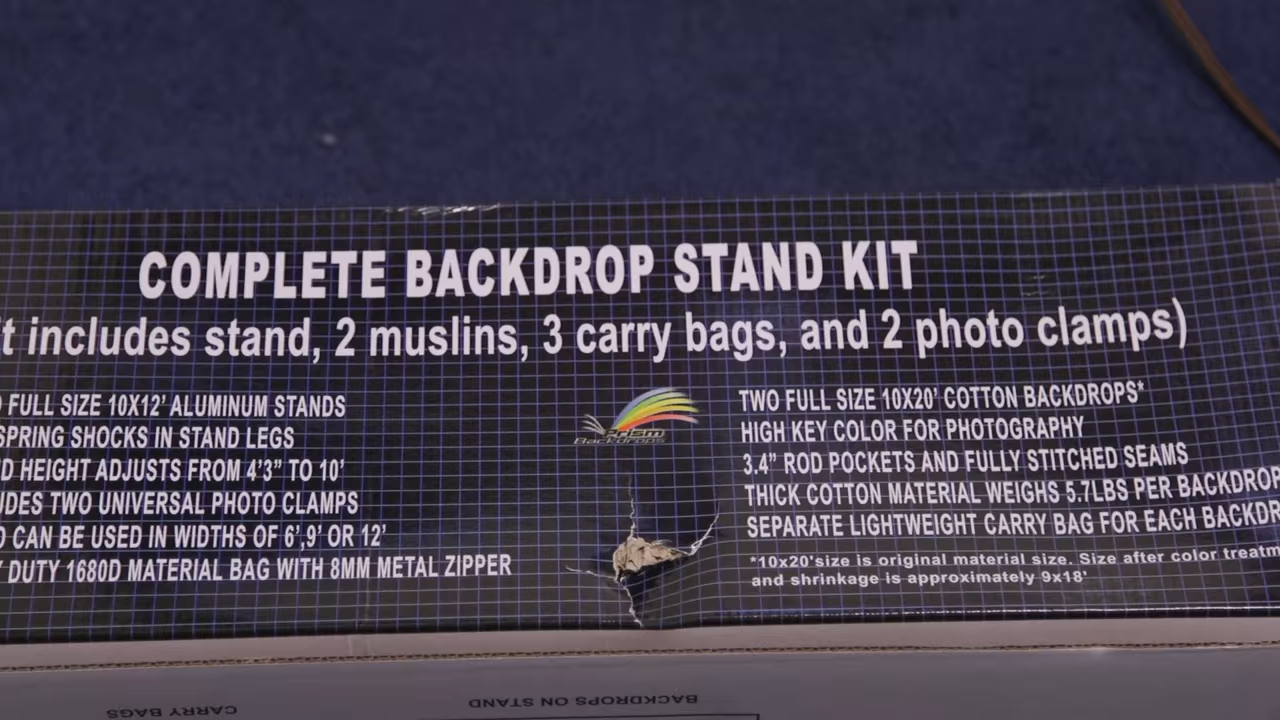 COMPLETE BACKDROP STAND KIT
includes stand, 2 muslins, 3 carry bags, and 2 photo clamps)
FULL SIZE 10X12' ALUMINUM STANDS
SPRING SHOCKS IN STAND LEGS
HEIGHT ADJUSTS FROM 4'3" TO 10'
TWO UNIVERSAL PHOTO CLAMPS
CAN BE USED IN WIDTHS OF 6',9' OR 12'
DUTY 1680D MATERIAL BAG WITH 8MM METAL ZIPPER
Prism
Backdrops
TWO FULL SIZE 10X20' COTTON BACKDROPS*
HIGH KEY COLOR FOR PHOTOGRAPHY
3.4" ROD POCKETS AND FULLY STITCHED SEAMS
THICK COTTON MATERIAL WEIGHS 5.7LBS PER BACKDROP
SEPARATE LIGHTWEIGHT CARRY BAG FOR EACH
*10x20'size is original material size. Size after color
and shrinkage is approximately 9x18'
BACKDROPS ON STAND
CARRY BAGS